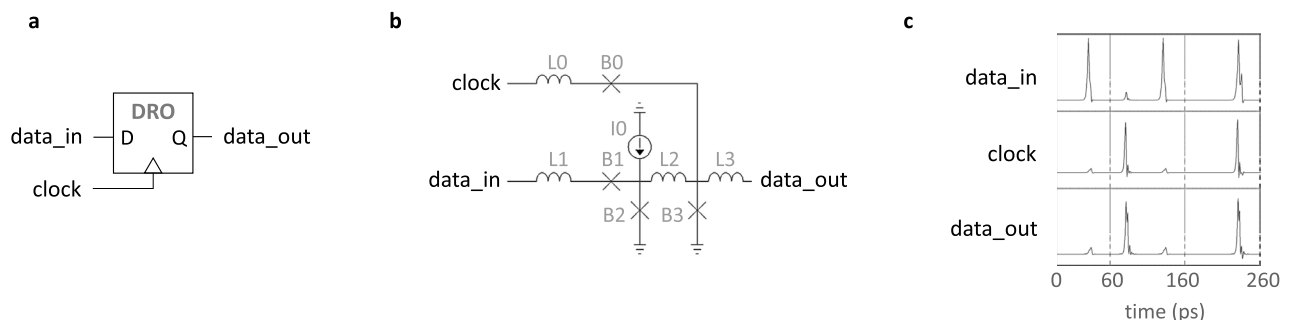 a
DRO
data_in D Q data_out
clock
b
L0 B0
clock
I0
L1 B1 L2 L3
data_in data_out
B2 B3
c
data_in
clock
data_out
0 60 160 260
time (ps)